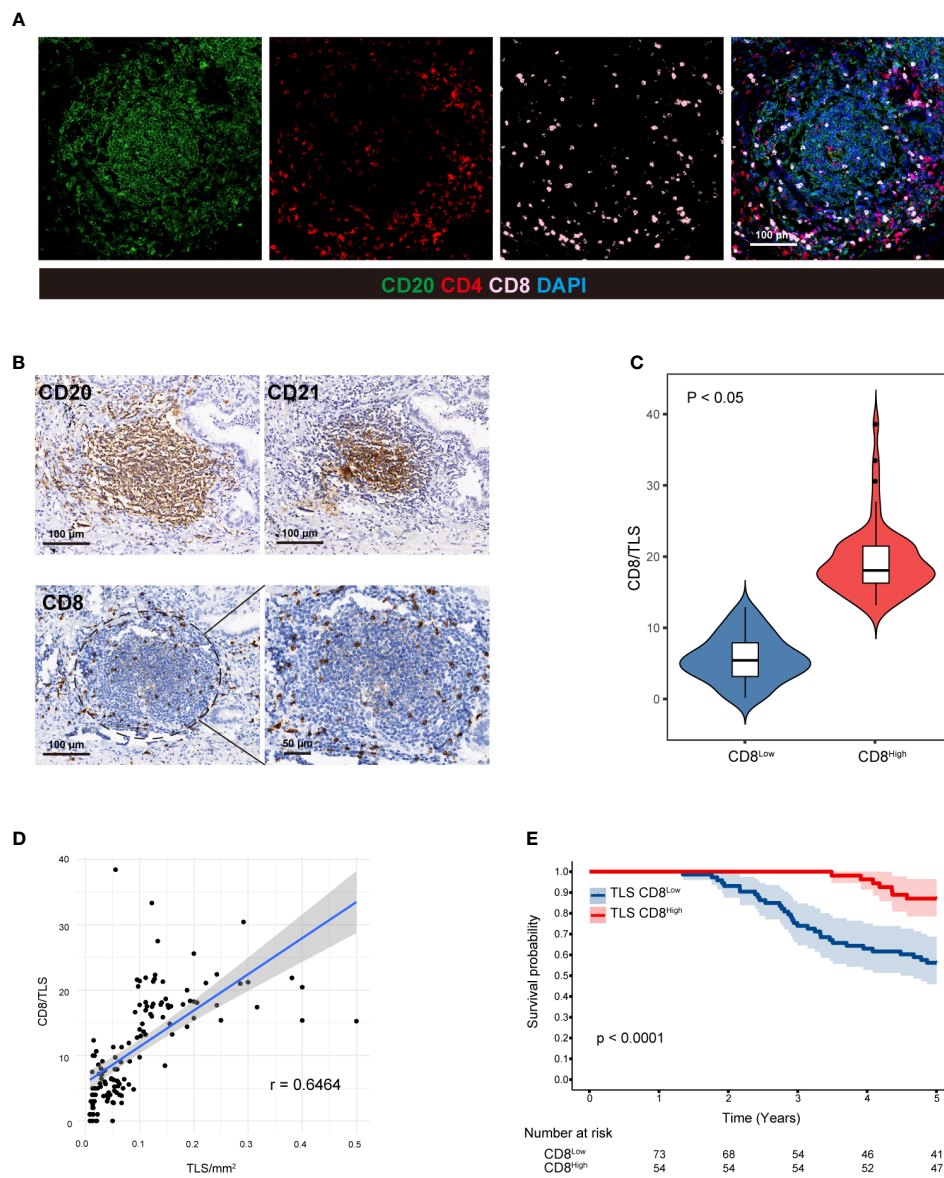 A
100 µm
CD20 CD4 CD8 DAPI
B
CD20
100 µm
CD21
100 µm
CD8
100 µm
50 µm
C
P < 0.05
40
30
20
10
0
CD8/TLS
CD8Low
CD8High
D
40
30
20
10
0
CD8/TLS
r = 0.6464
0.0 0.1 0.2 0.3 0.4 0.5
TLS/mm²
E
1.0
0.9
0.8
0.7
0.6
0.5
0.4
0.3
0.2
0.1
0.0
Survival probability
TLS CD8Low
TLS CD8High
p < 0.0001
0 1 2 3 4 5
Time (Years)
Number at risk
CD8Low 73 68 54 46 41
CD8High 54 54 54 52 47